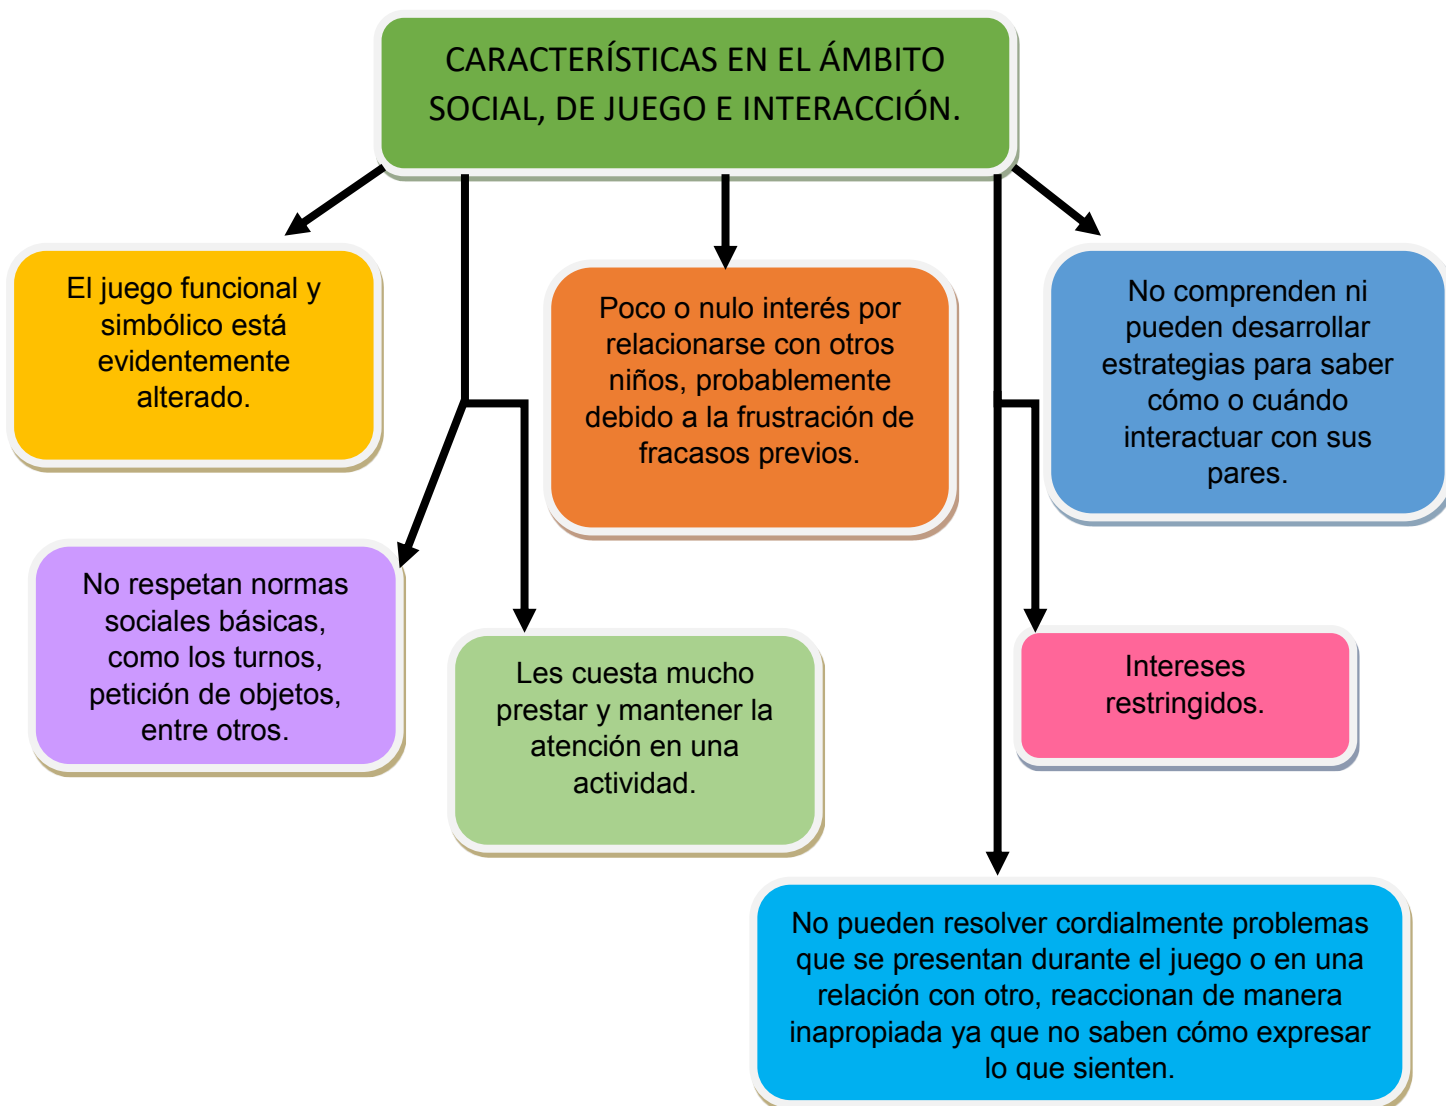 CARACTERÍSTICAS EN EL ÁMBITO
SOCIAL, DE JUEGO E INTERACCIÓN.
El juego funcional y
simbólico está
evidentemente
alterado.
Poco o nulo interés por
relacionarse con otros
niños, probablemente
debido a la frustración de
fracasos previos.
No comprenden ni
pueden desarrollar
estrategias para saber
cómo o cuándo
interactuar con sus
pares.
No respetan normas
sociales básicas,
como los turnos,
petición de objetos,
entre otros.
Les cuesta mucho
prestar y mantener la
atención en una
actividad.
Intereses
restringidos.
No pueden resolver cordialmente problemas
que se presentan durante el juego o en una
relación con otro, reaccionan de manera
inapropiada ya que no saben cómo expresar
lo que sienten.